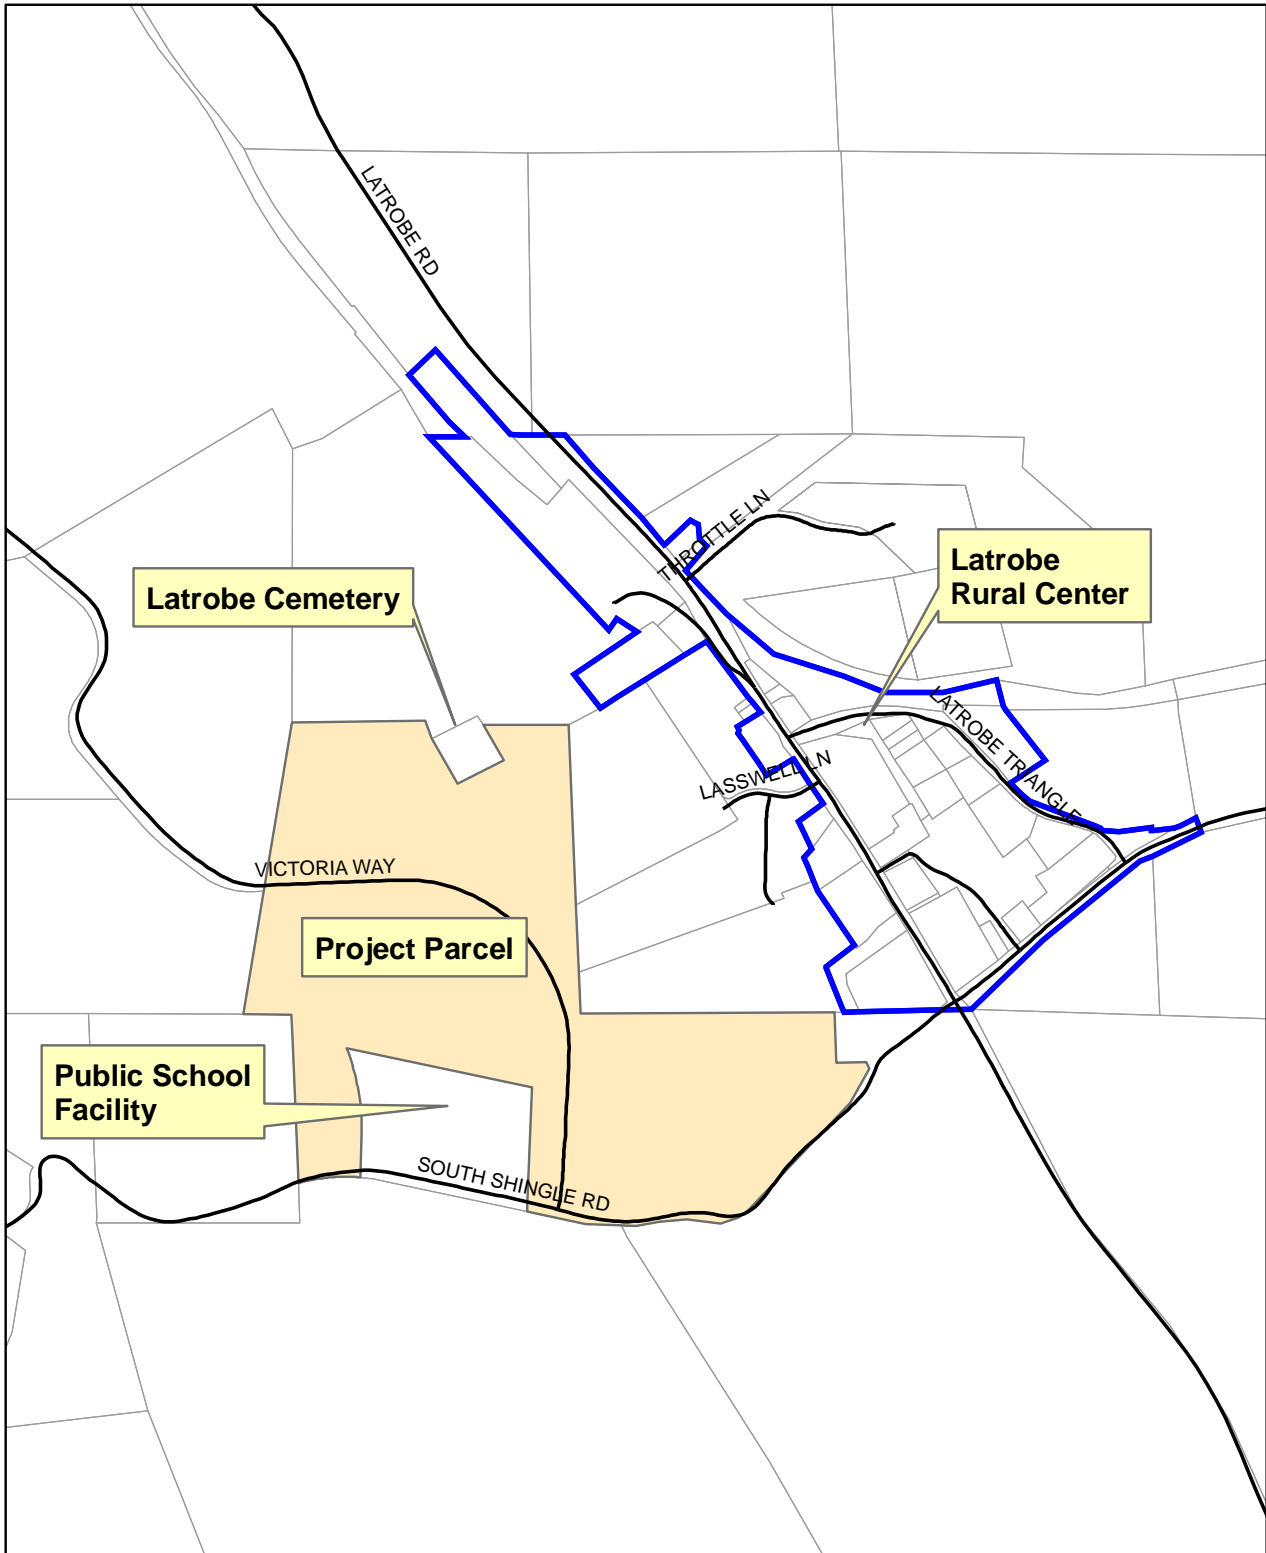 LATROBE RD
THROTTLE LN
Latrobe
Rural Center
Latrobe Cemetery
LATROBE TRIANGLE
LASSWELL LN
VICTORIA WAY
Project Parcel
Public School
Facility
SOUTH SHINGLE RD